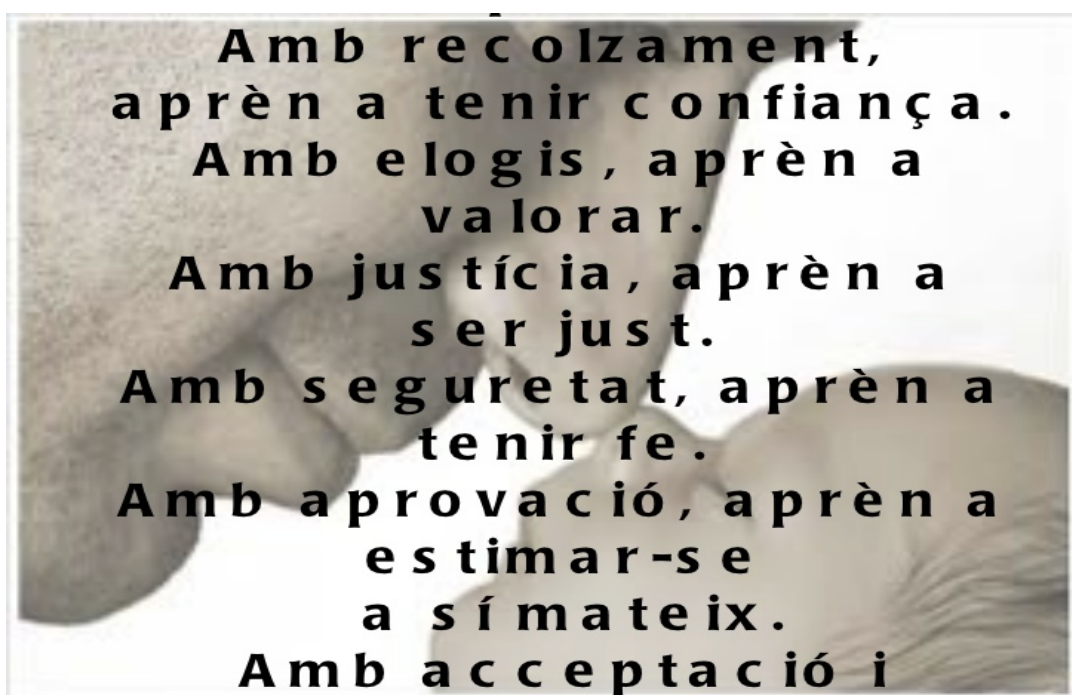 Amb recolzament,
aprèn a tenir confiança.
Amb elogis, aprèn a
valorar.
Amb justícia, aprèn a
ser just.
Amb seguretat, aprèn a
tenir fe.
Amb aprovació, aprèn a
estimar-se
a sí mateix.
Amb acceptació i